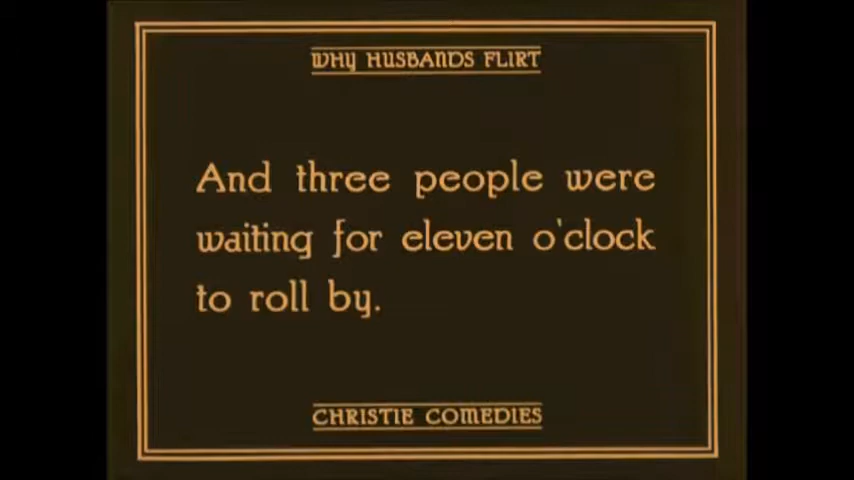 WHY HUSBANDS FLIRT
And three people were
waiting for eleven o'clock
to roll by.
CHRISTIE COMEDIES